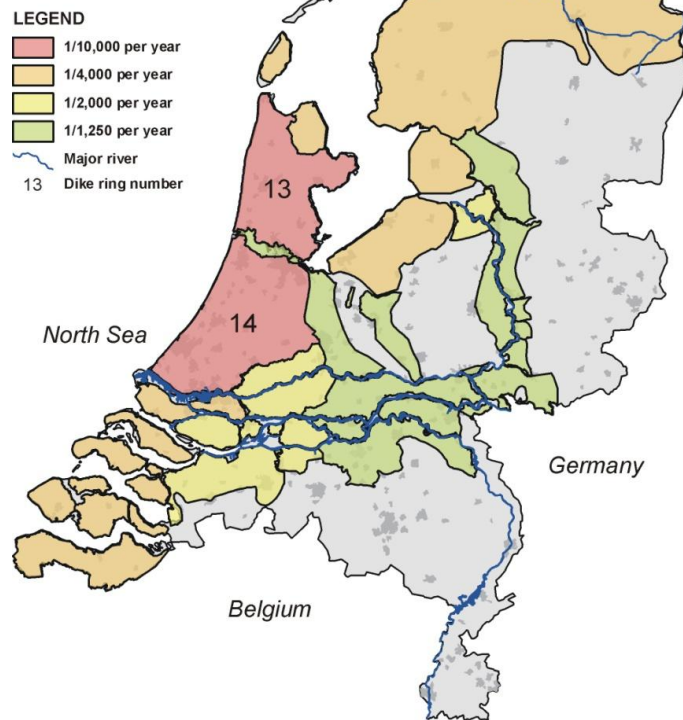 LEGEND
1/10,000 per year
1/4,000 per year
1/2,000 per year
1/1,250 per year
Major river
13 Dike ring number
13
14
North Sea
Germany
Belgium